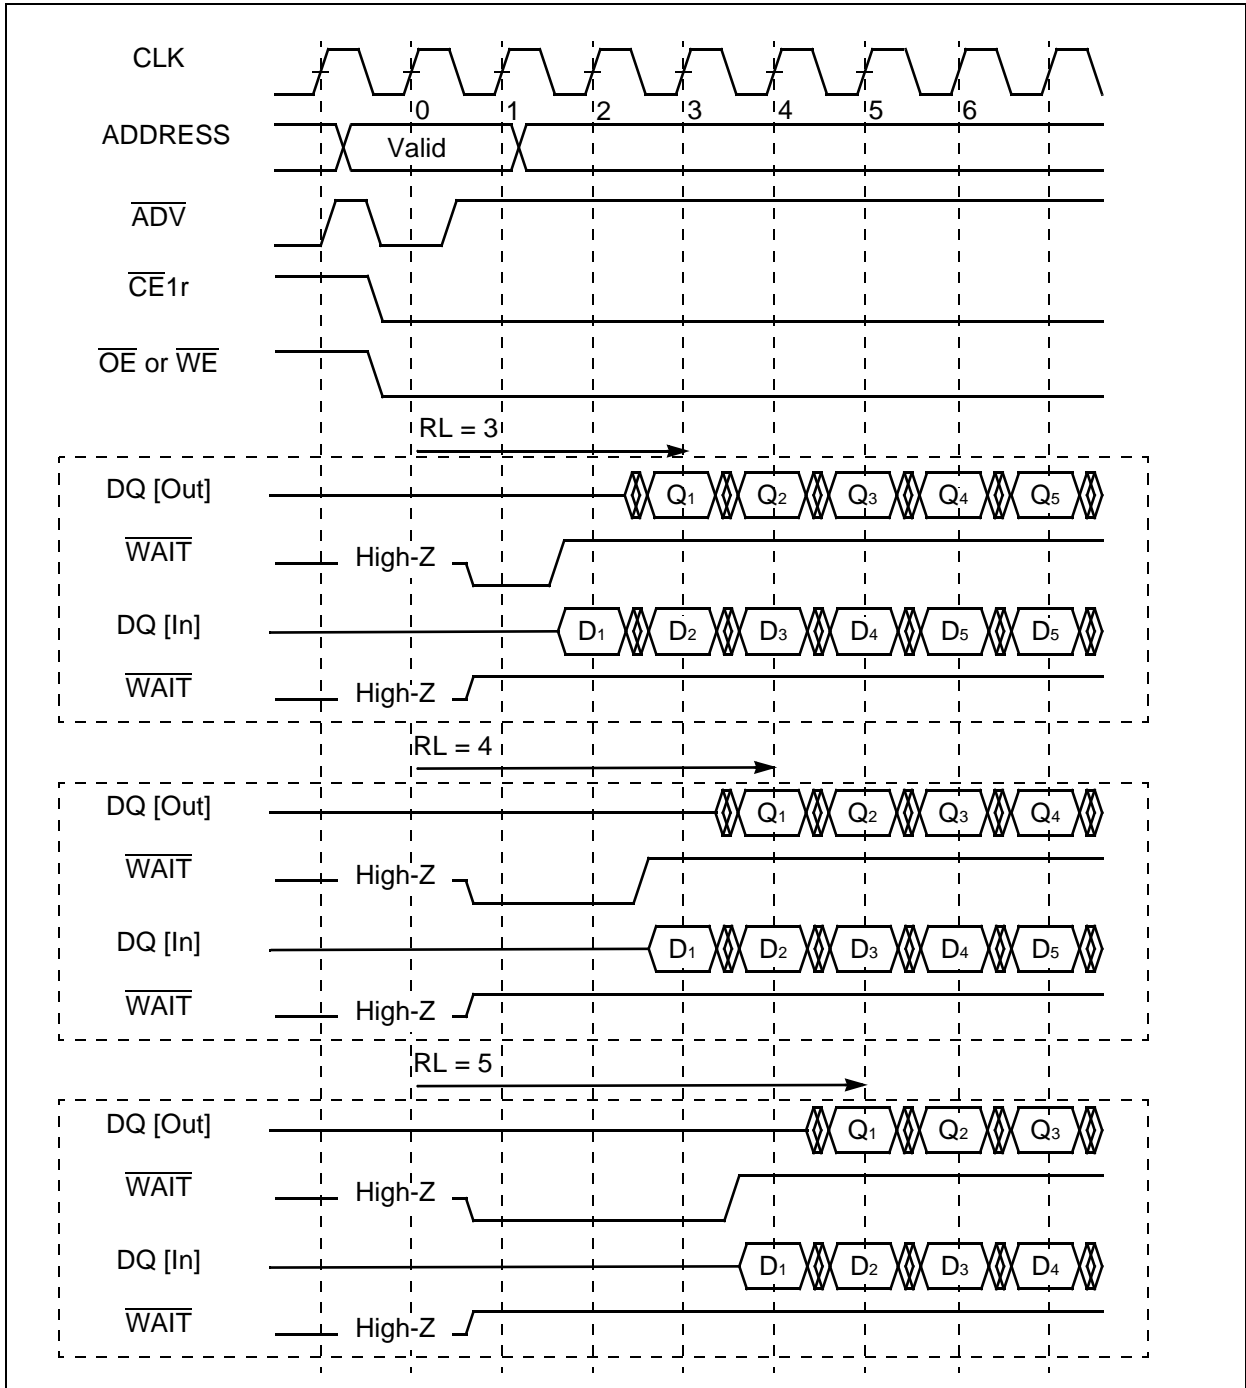 CLK
0 1 2 3 4 5 6
ADDRESS
Valid
ADV
CE1r
OE or WE
RL = 3
DQ [Out]
Q1 Q2 Q3 Q4 Q5
WAIT
High-Z
DQ [In]
D1 D2 D3 D4 D5 D5
WAIT
High-Z
RL = 4
DQ [Out]
Q1 Q2 Q3 Q4
WAIT
High-Z
DQ [In]
D1 D2 D3 D4 D5
WAIT
High-Z
RL = 5
DQ [Out]
Q1 Q2 Q3
WAIT
High-Z
DQ [In]
D1 D2 D3 D4
WAIT
High-Z